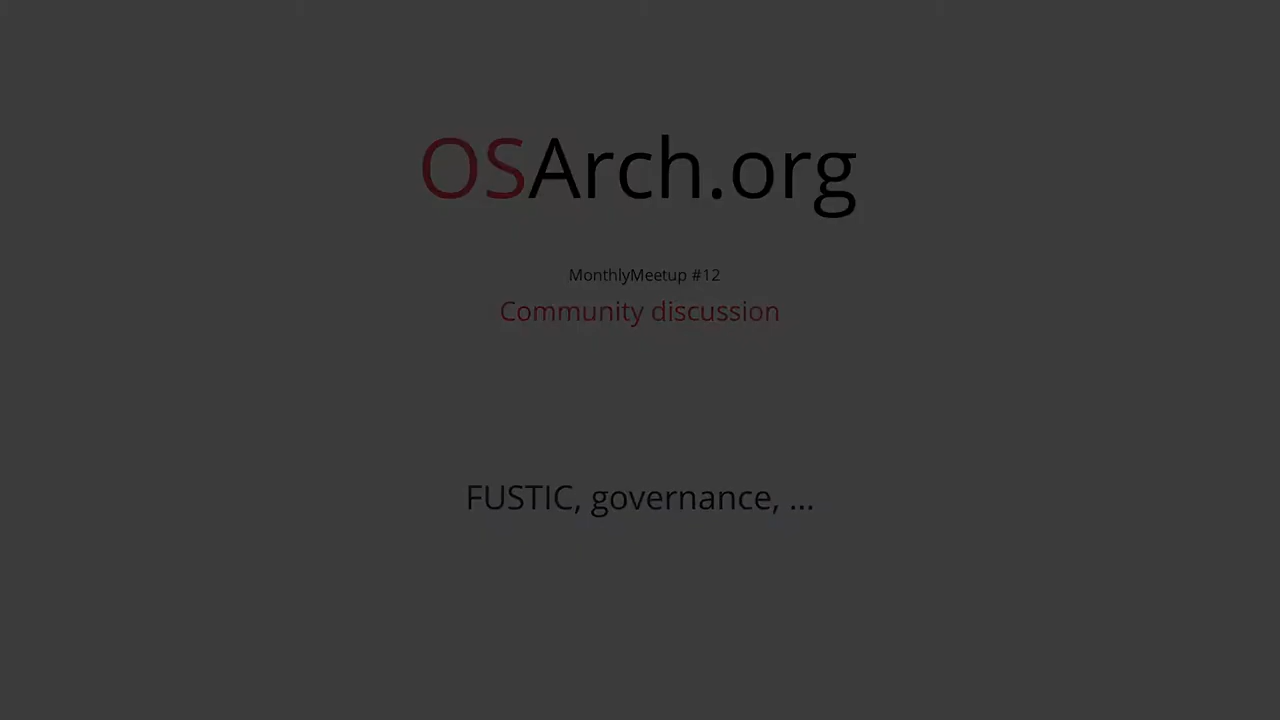 OSArch.org
MonthlyMeetup #12
Community discussion
FUSTIC, governance, ...